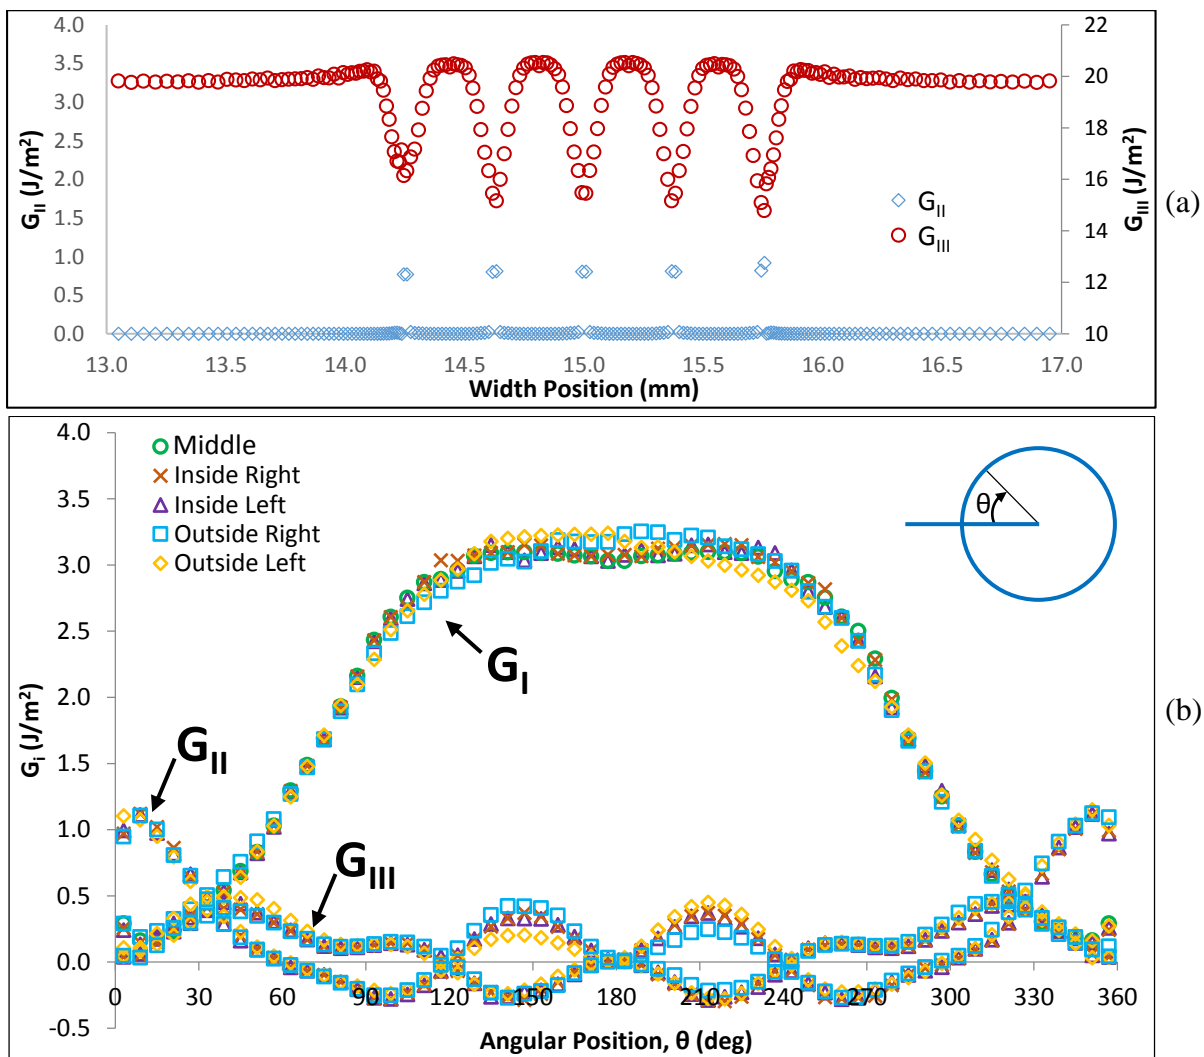 4.0
3.5
3.0
2.5
2.0
1.5
1.0
0.5
0.0
G_II (J/m²)
22
20
18
16
14
12
10
G_III (J/m²)
G_II
G_III
13.0 13.5 14.0 14.5 15.0 15.5 16.0 16.5 17.0
Width Position (mm)
(a)
4.0
3.5
3.0
2.5
2.0
1.5
1.0
0.5
0.0
-0.5
G_i (J/m²)
Middle
Inside Right
Inside Left
Outside Right
Outside Left
θ
G_I
G_II
G_III
0 30 60 90 120 150 180 210 240 270 300 330 360
Angular Position, θ (deg)
(b)